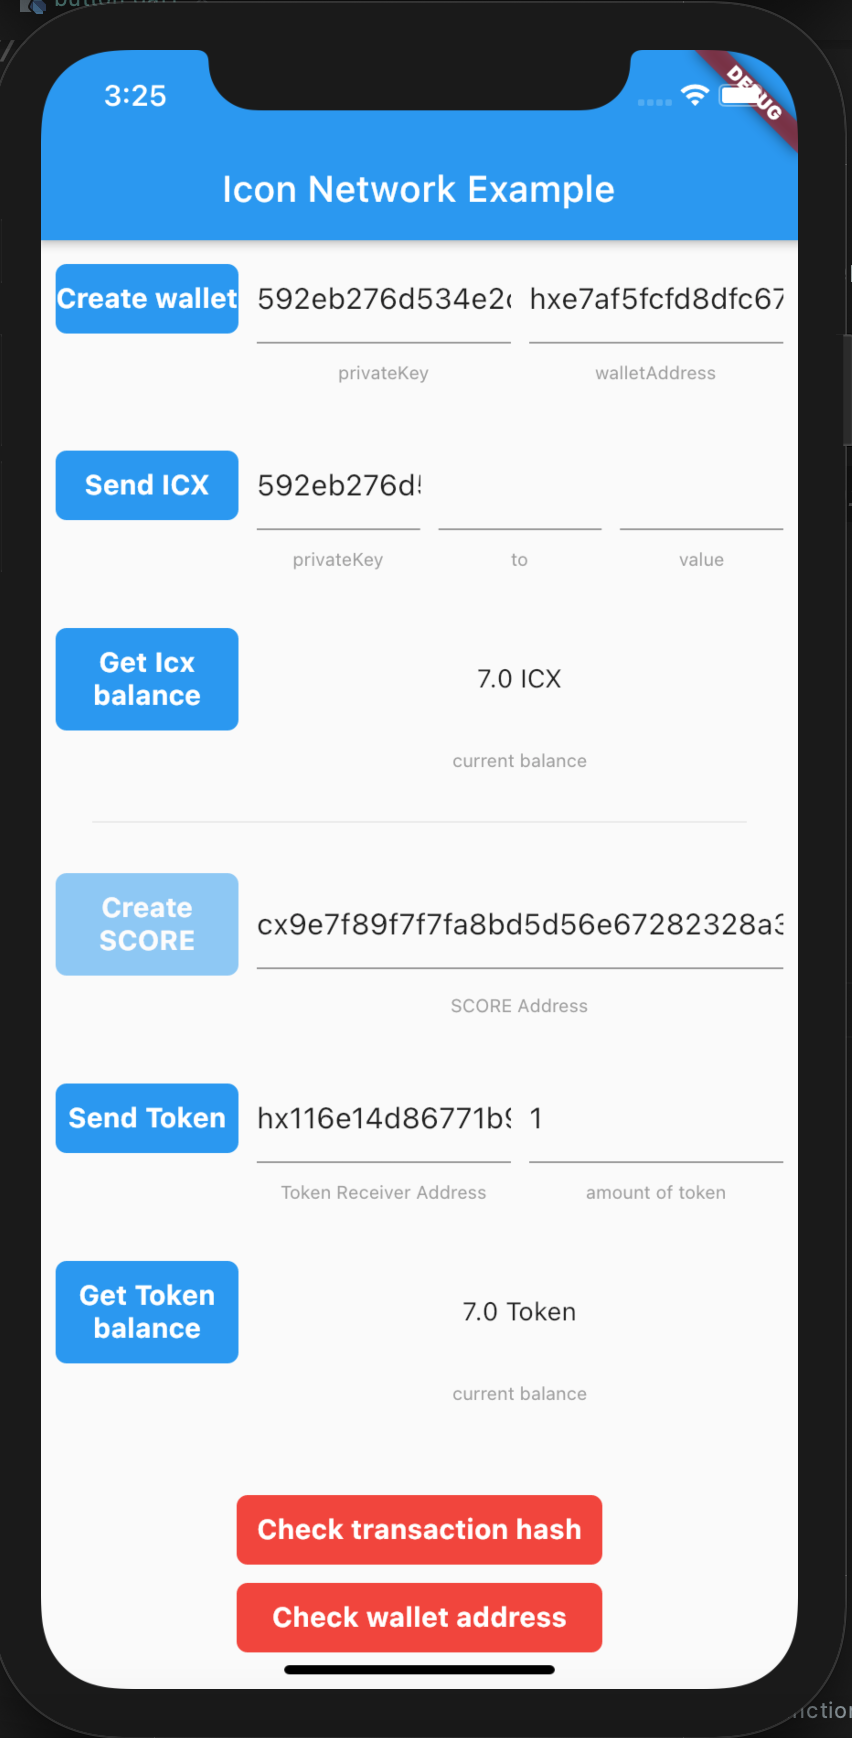 3:25
DEBUG
Icon Network Example
Create wallet
592eb276d534e2
hxe7af5fcfd8dfc67
privateKey
walletAddress
Send ICX
592eb276d
privateKey
to
value
Get Icx
balance
7.0 ICX
current balance
Create
SCORE
cx9e7f89f7f7fa8bd5d56e67282328a3
SCORE Address
Send Token
hx116e14d86771b9
1
Token Receiver Address
amount of token
Get Token
balance
7.0 Token
current balance
Check transaction hash
Check wallet address